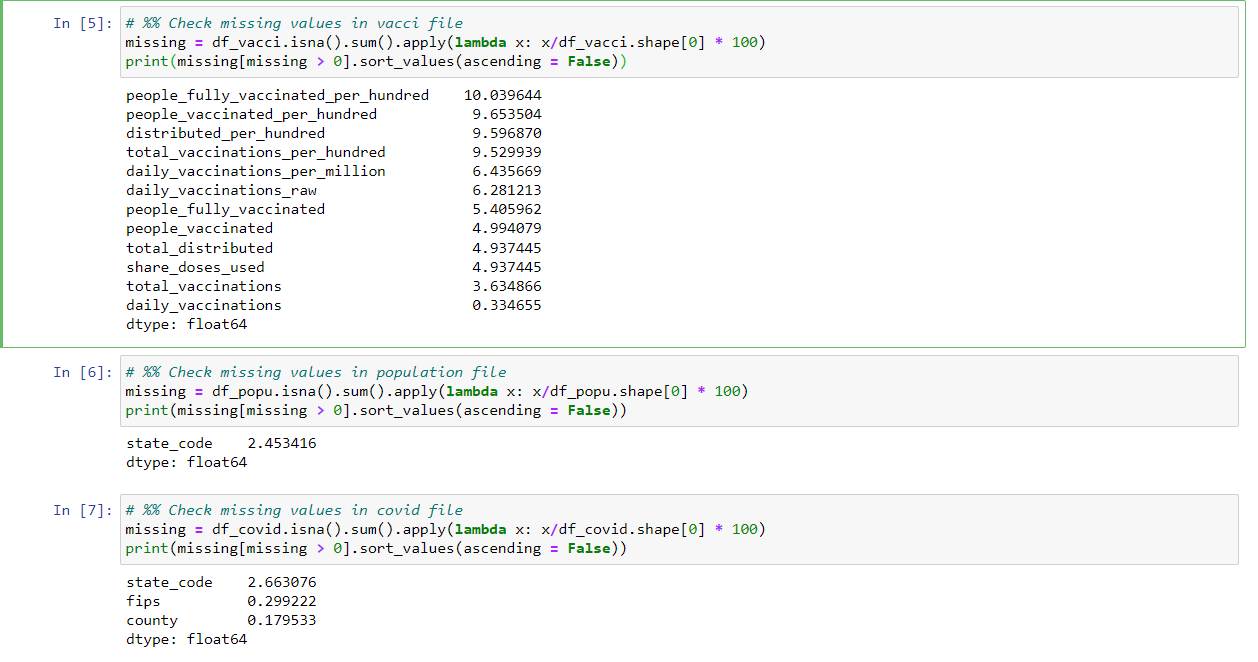 In [5]: # %% Check missing values in vacci file
missing = df_vacci.isna().sum().apply(lambda x: x/df_vacci.shape[0] * 100)
print(missing[missing > 0].sort_values(ascending = False))
people_fully_vaccinated_per_hundred    10.039644
people_vaccinated_per_hundred           9.653504
distributed_per_hundred                 9.596870
total_vaccinations_per_hundred          9.529939
daily_vaccinations_per_million          6.435669
daily_vaccinations_raw                  6.281213
people_fully_vaccinated                 5.405962
people_vaccinated                       4.994079
total_distributed                       4.937445
share_doses_used                        4.937445
total_vaccinations                      3.634866
daily_vaccinations                      0.334655
dtype: float64
In [6]: # %% Check missing values in population file
missing = df_popu.isna().sum().apply(lambda x: x/df_popu.shape[0] * 100)
print(missing[missing > 0].sort_values(ascending = False))
state_code    2.453416
dtype: float64
In [7]: # %% Check missing values in covid file
missing = df_covid.isna().sum().apply(lambda x: x/df_covid.shape[0] * 100)
print(missing[missing > 0].sort_values(ascending = False))
state_code    2.663076
fips          0.299222
county        0.179533
dtype: float64